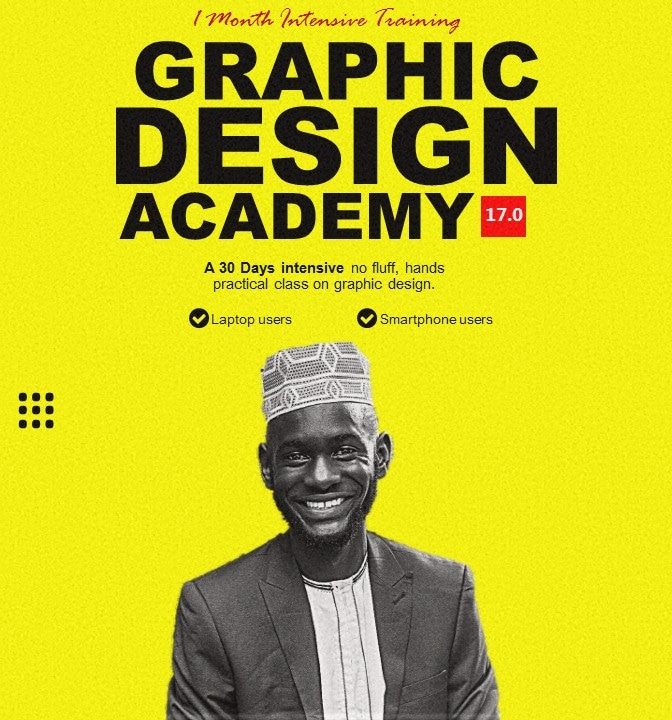 1 Month Intensive Training
GRAPHIC
DESIGN
ACADEMY 17.0
A 30 Days intensive no fluff, hands
practical class on graphic design.
Laptop users Smartphone users